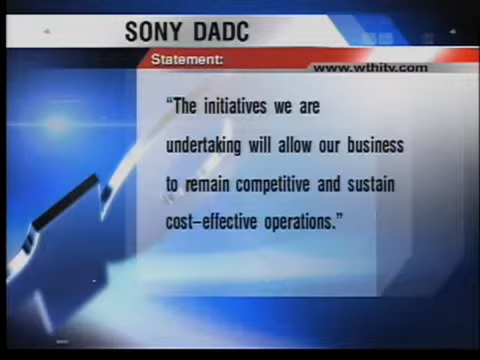 SONY DADC
Statement:
www.wthitv.com
“The initiatives we are
undertaking will allow our business
to remain competitive and sustain
cost-effective operations.”